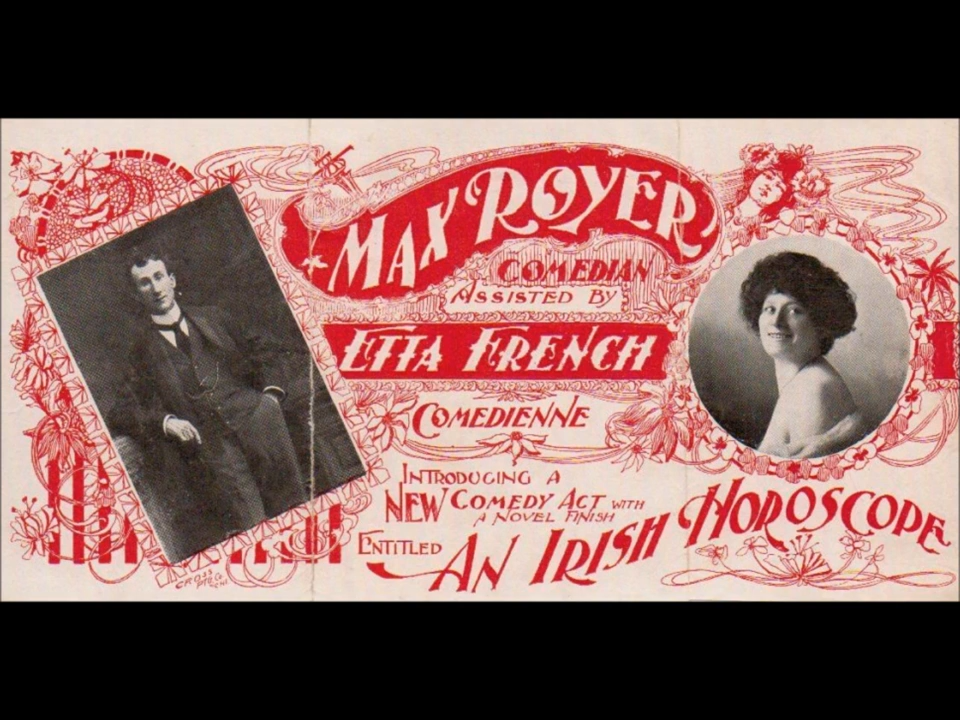 MAX ROYER
COMEDIAN
ASSISTED BY
ETTA FRENCH
COMEDIENNE
INTRODUCING A
NEW COMEDY ACT WITH
A NOVEL FINISH
ENTITLED AN IRISH HOROSCOPE
CROSS